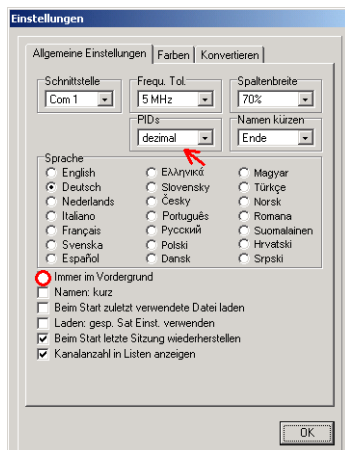 Einstellungen
Allgemeine Einstellungen Farben Konvertieren
Schnittstelle Frequ. Tol. Spaltenbreite
Com 1 5 MHz 70%
PIDs Namen kürzen
dezimal Ende
Sprache
English Ελληνικά Magyar
Deutsch Slovensky Türkçe
Nederlands Česky Norsk
Italiano Português Romana
Français Русский Suomalainen
Svenska Polski Hrvatski
Español Dansk Srpski
Immer im Vordergrund
Namen: kurz
Beim Start zuletzt verwendete Datei laden
Laden: gesp. Sat Einst. verwenden
Beim Start letzte Sitzung wiederherstellen
Kanalanzahl in Listen anzeigen
OK